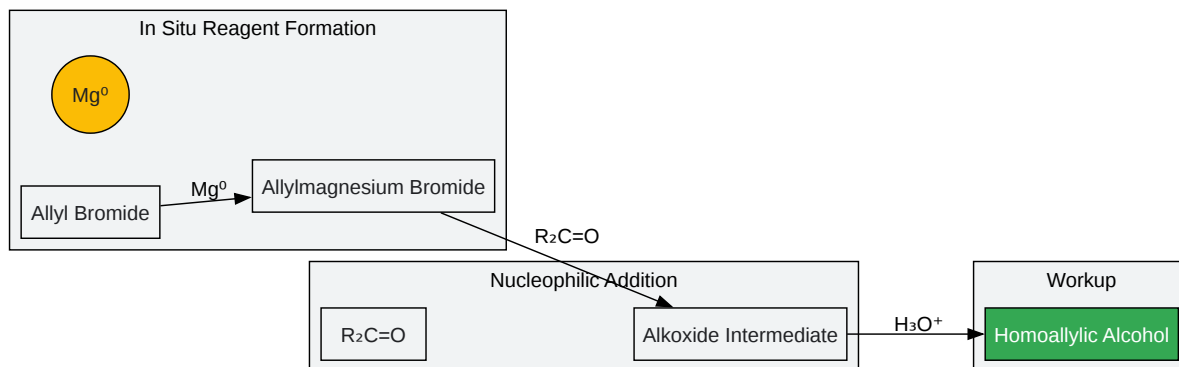 In Situ Reagent Formation
Mg⁰
Allyl Bromide
Mg⁰
Allylmagnesium Bromide
R₂C=O
Nucleophilic Addition
R₂C=O
Alkoxide Intermediate
H₃O⁺
Workup
Homoallylic Alcohol